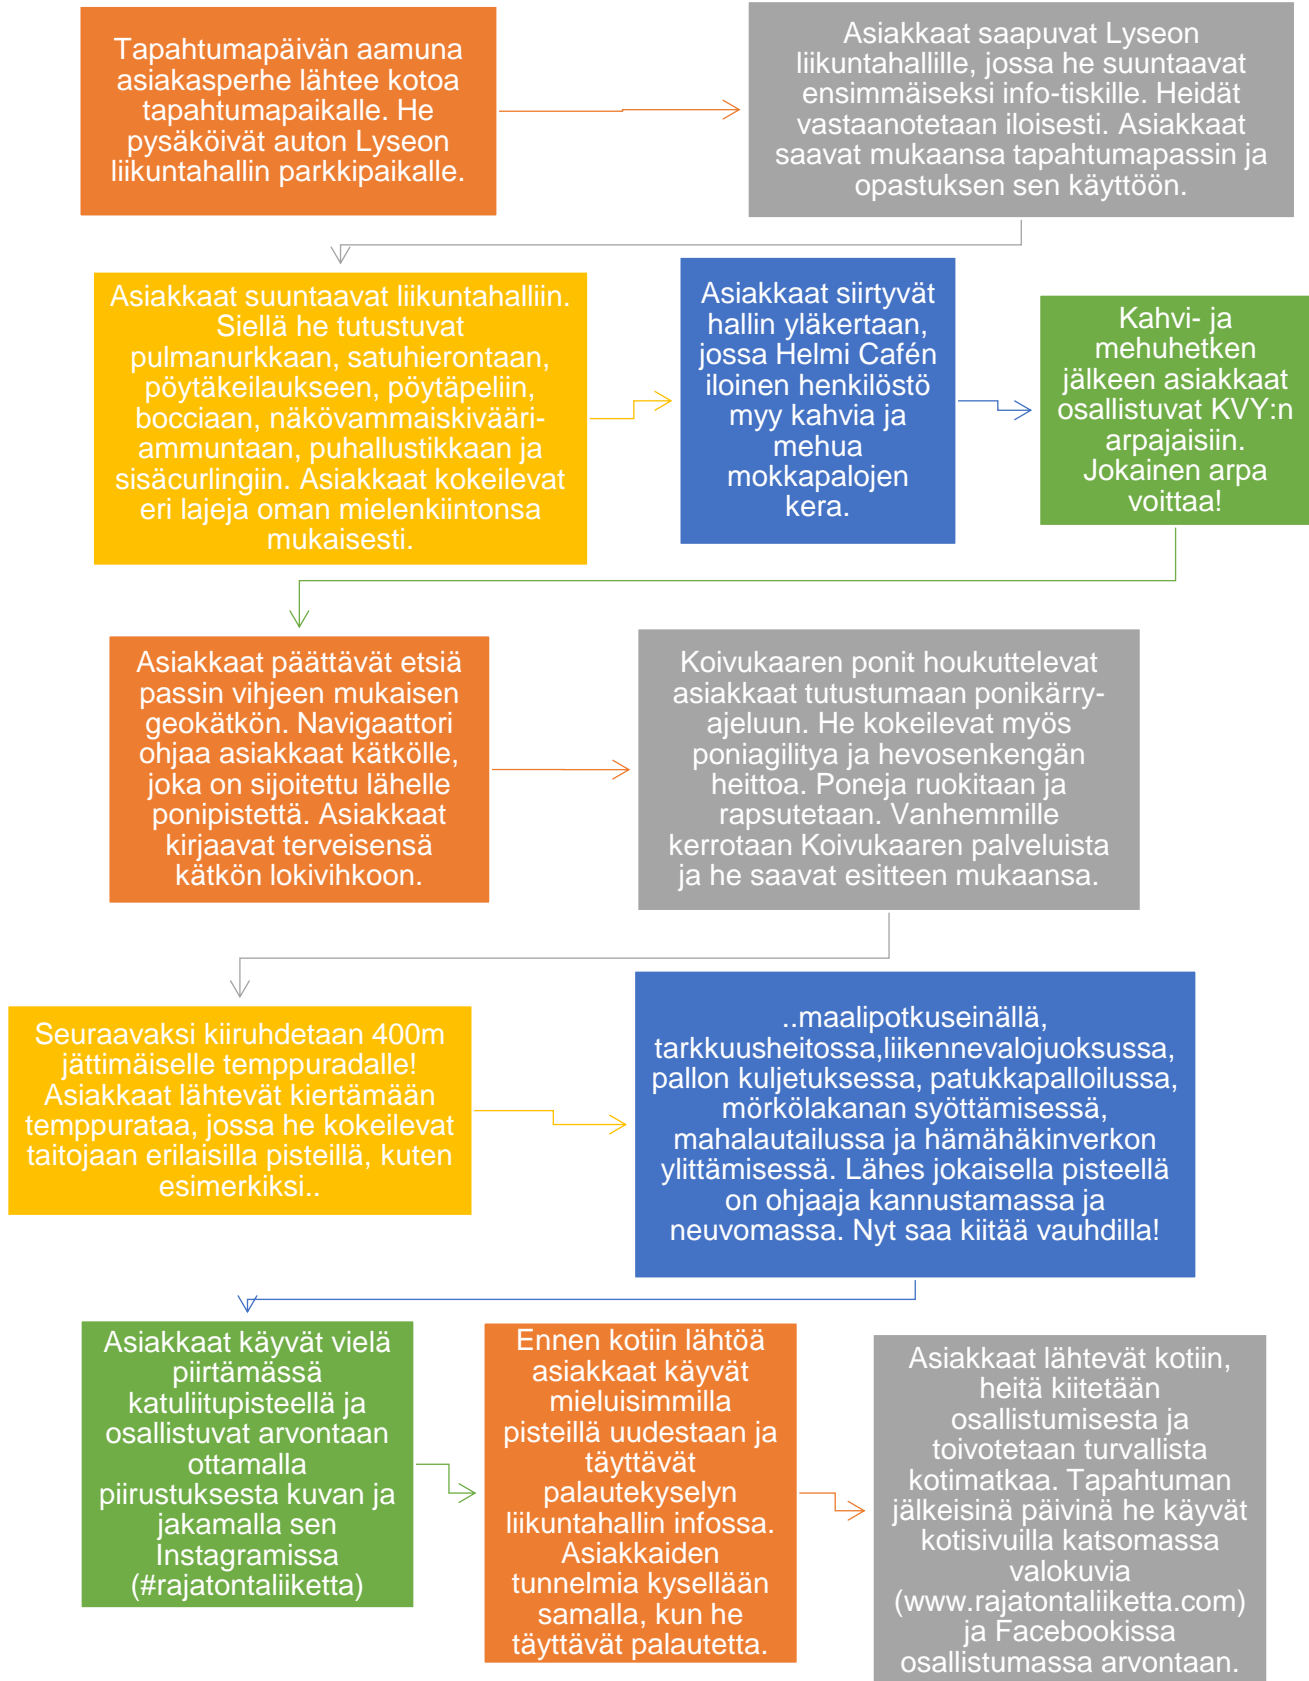 Tapahtumapäivän aamuna
asiakasperhe lähtee kotoa
tapahtumapaikalle. He
pysäköivät auton Lyseon
liikuntahallin parkkipaikalle.
Asiakkaat saapuvat Lyseon
liikuntahallille, jossa he suuntaavat
ensimmäiseksi info-tiskille. Heidät
vastaanotetaan iloisesti. Asiakkaat
saavat mukaansa tapahtumapassin ja
opastuksen sen käyttöön.
Asiakkaat suuntaavat liikuntahalliin.
Siellä he tutustuvat
pulmanurkkaan, satuhierontaan,
pöytäkeilaukseen, pöytäpeliin,
bocciaan, näkövammaiskivääri-
ammuntaan, puhallustikkaan ja
sisäcurlingiin. Asiakkaat kokeilevat
eri lajeja oman mielenkiintonsa
mukaisesti.
Asiakkaat siirtyvät
hallin yläkertaan,
jossa Helmi Cafén
iloinen henkilöstö
myy kahvia ja
mehua
mokkapalojen
kera.
Kahvi- ja
mehuhetken
jälkeen asiakkaat
osallistuvat KVY:n
arpajaisiin.
Jokainen arpa
voittaa!
Asiakkaat päättävät etsiä
passin vihjeen mukaisen
geokätkön. Navigaattori
ohjaa asiakkaat kätkölle,
joka on sijoitettu lähelle
ponipistettä. Asiakkaat
kirjaavat terveisensä
kätkön lokivihkoon.
Koivukaaren ponit houkuttelevat
asiakkaat tutustumaan ponikärry-
ajeluun. He kokeilevat myös
poniagilitya ja hevosenkengän
heittoa. Poneja ruokitaan ja
rapsutetaan. Vanhemmille
kerrotaan Koivukaaren palveluista
ja he saavat esitteen mukaansa.
Seuraavaksi kiiruhdetaan 400m
jättimäiselle temppuradalle!
Asiakkaat lähtevät kiertämään
temppurataa, jossa he kokeilevat
taitojaan erilaisilla pisteillä, kuten
esimerkiksi..
..maalipotkuseinällä,
tarkkuusheitossa,liikennevalojuoksussa,
pallon kuljetuksessa, patukkapalloilussa,
mörkölakanan syöttämisessä,
mahalautailussa ja hämähäkinverkon
ylittämisessä. Lähes jokaisella pisteellä
on ohjaaja kannustamassa ja
neuvomassa. Nyt saa kiitää vauhdilla!
Asiakkaat käyvät vielä
piirtämässä
katuliitupisteellä ja
osallistuvat arvontaan
ottamalla
piirustuksesta kuvan ja
jakamalla sen
Instagramissa
(#rajatontaliiketta)
Ennen kotiin lähtöä
asiakkaat käyvät
mieluisimmilla
pisteillä uudestaan ja
täyttävät
palautekyselyn
liikuntahallin infossa.
Asiakkaiden
tunnelmia kysellään
samalla, kun he
täyttävät palautetta.
Asiakkaat lähtevät kotiin,
heitä kiitetään
osallistumisesta ja
toivotetaan turvallista
kotimatkaa. Tapahtuman
jälkeisinä päivinä he käyvät
kotisivuilla katsomassa
valokuvia
(www.rajatontaliiketta.com)
ja Facebookissa
osallistumassa arvontaan.